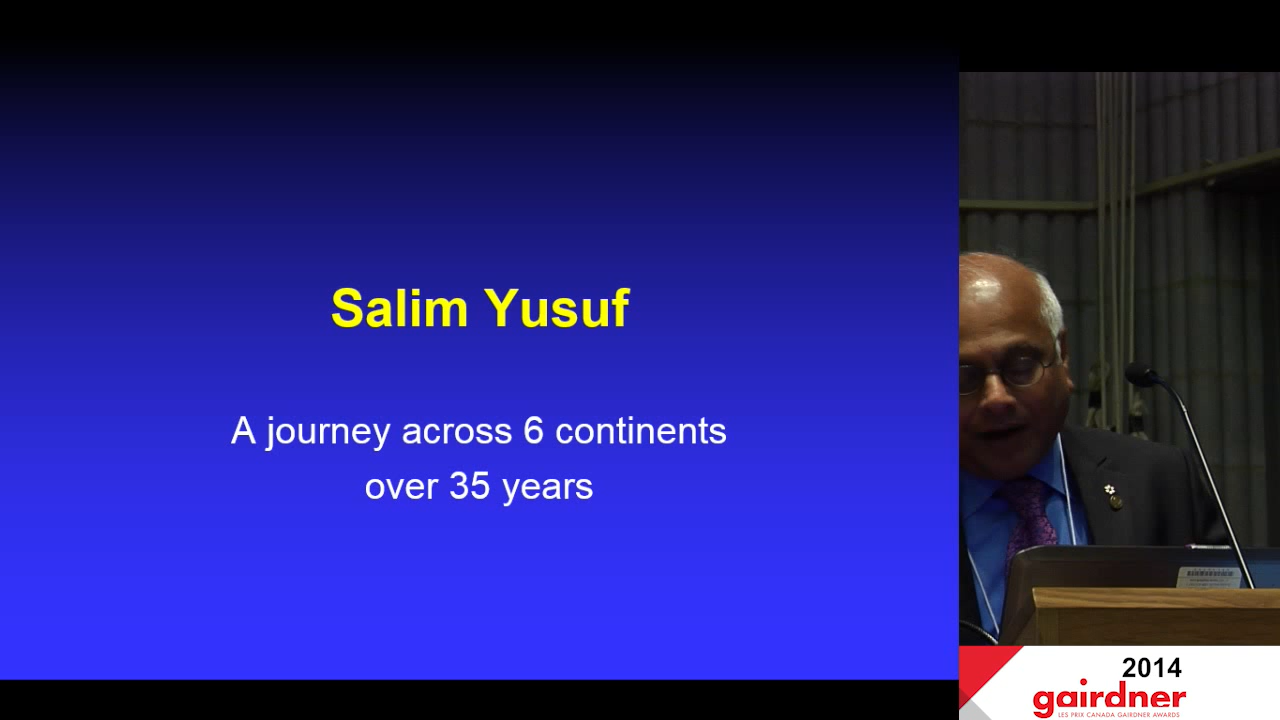 Salim Yusuf
A journey across 6 continents
over 35 years
2014
gairdner
LES PRIX CANADA GAIRDNER AWARDS